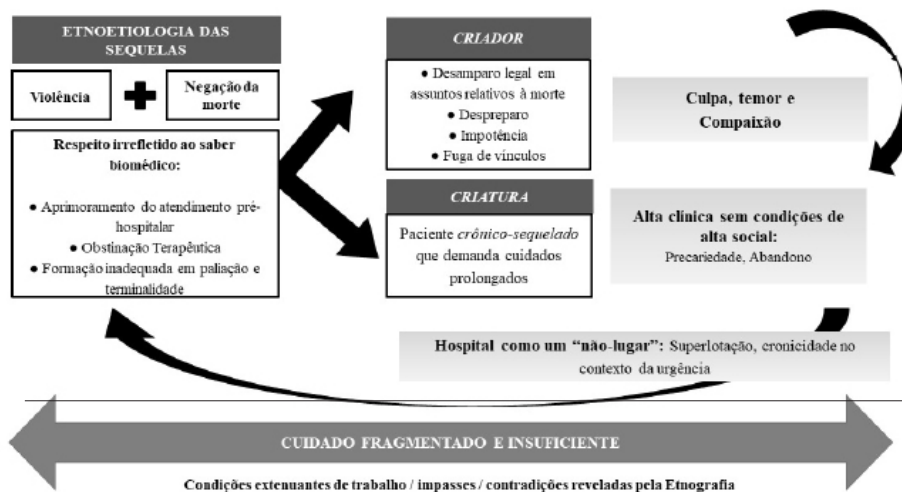 ETNOETIOLOGIA DAS
SEQUELAS
Violência
Negação da
morte
Respeito irrefletido ao saber
biomédico:
● Aprimoramento do atendimento pré-
hospitalar
● Obstinação Terapêutica
● Formação inadequada em paliação e
terminalidade
CRIADOR
● Desamparo legal em
assuntos relativos à morte
● Despreparo
● Impotência
● Fuga de vínculos
CRIATURA
Paciente crônico-sequelado
que demanda cuidados
prolongados
Culpa, temor e
Compaixão
Alta clínica sem condições de
alta social:
Precariedade, Abandono
Hospital como um “não-lugar”: Superlotação, cronicidade no
contexto da urgência
CUIDADO FRAGMENTADO E INSUFICIENTE
Condições extenuantes de trabalho / impasses / contradições reveladas pela Etnografia